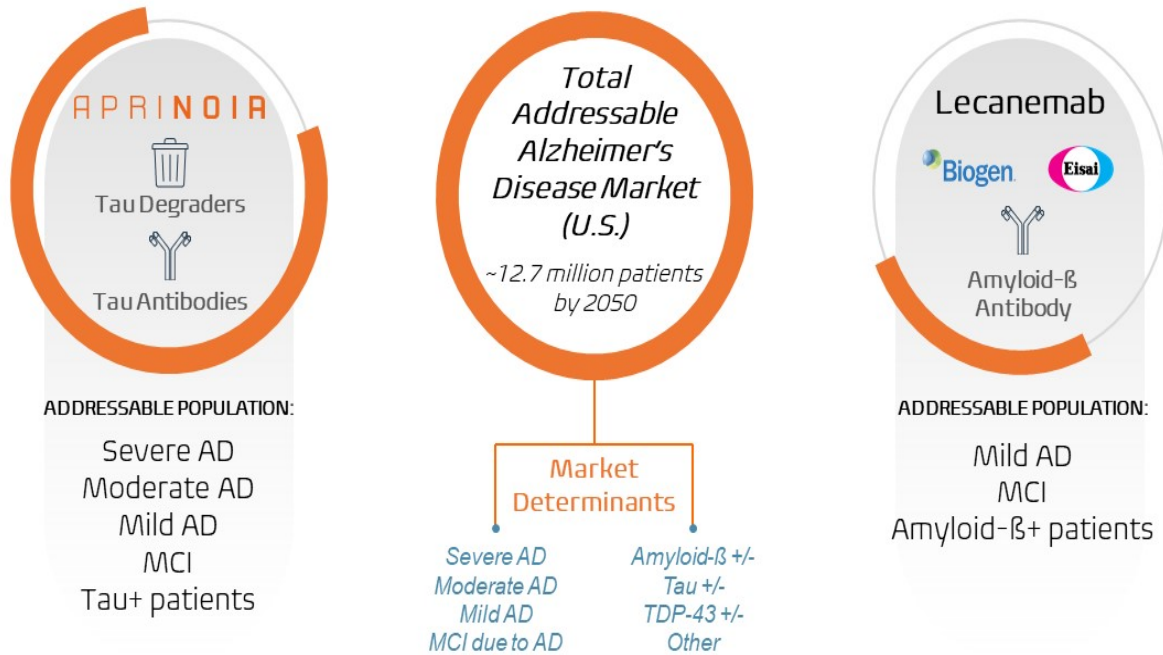 APRINOIA
Tau Degraders
Tau Antibodies
ADDRESSABLE POPULATION:
Severe AD
Moderate AD
Mild AD
MCI
Tau+ patients
Total
Addressable
Alzheimer's
Disease Market
(U.S.)
~12.7 million patients
by 2050
Market
Determinants
Severe AD
Moderate AD
Mild AD
MCI due to AD
Amyloid-ß +/-
Tau +/-
TDP-43 +/-
Other
Lecanemab
Biogen.
Eisai
Amyloid-ß
Antibody
ADDRESSABLE POPULATION:
Mild AD
MCI
Amyloid-ß+ patients